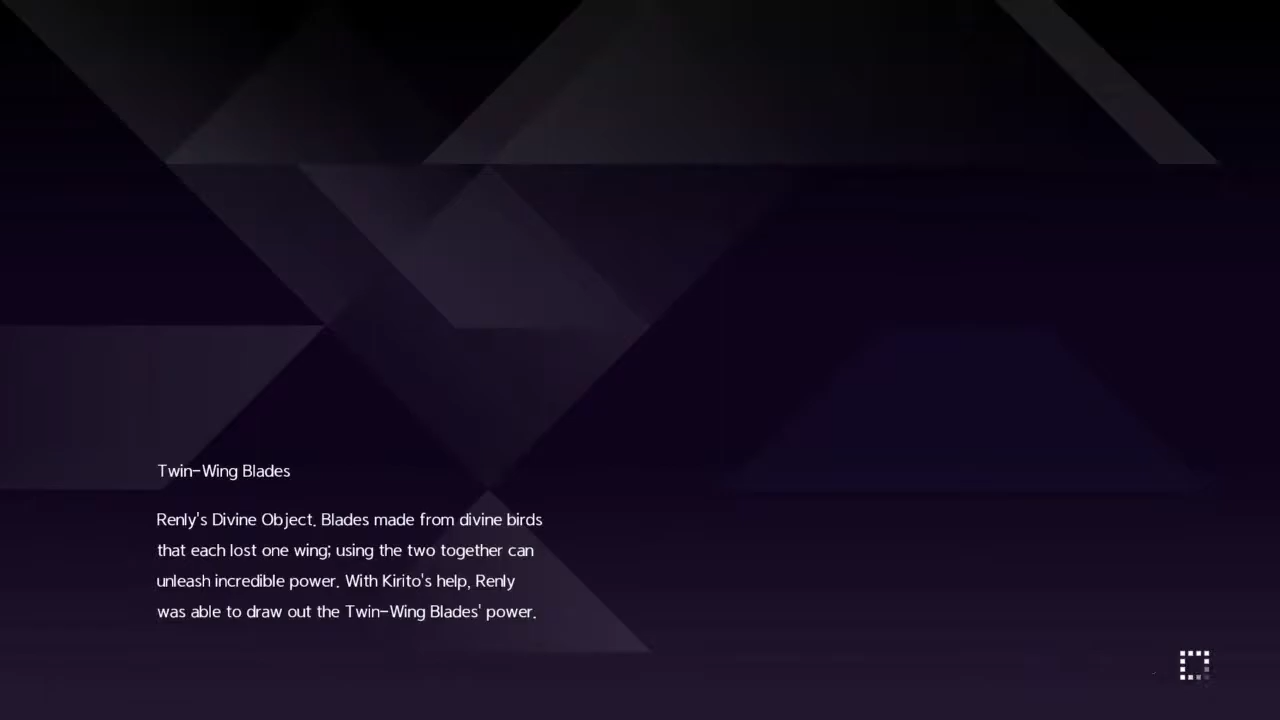 Twin-Wing Blades
Renly's Divine Object. Blades made from divine birds
that each lost one wing; using the two together can
unleash incredible power. With Kirito's help, Renly
was able to draw out the Twin-Wing Blades' power.